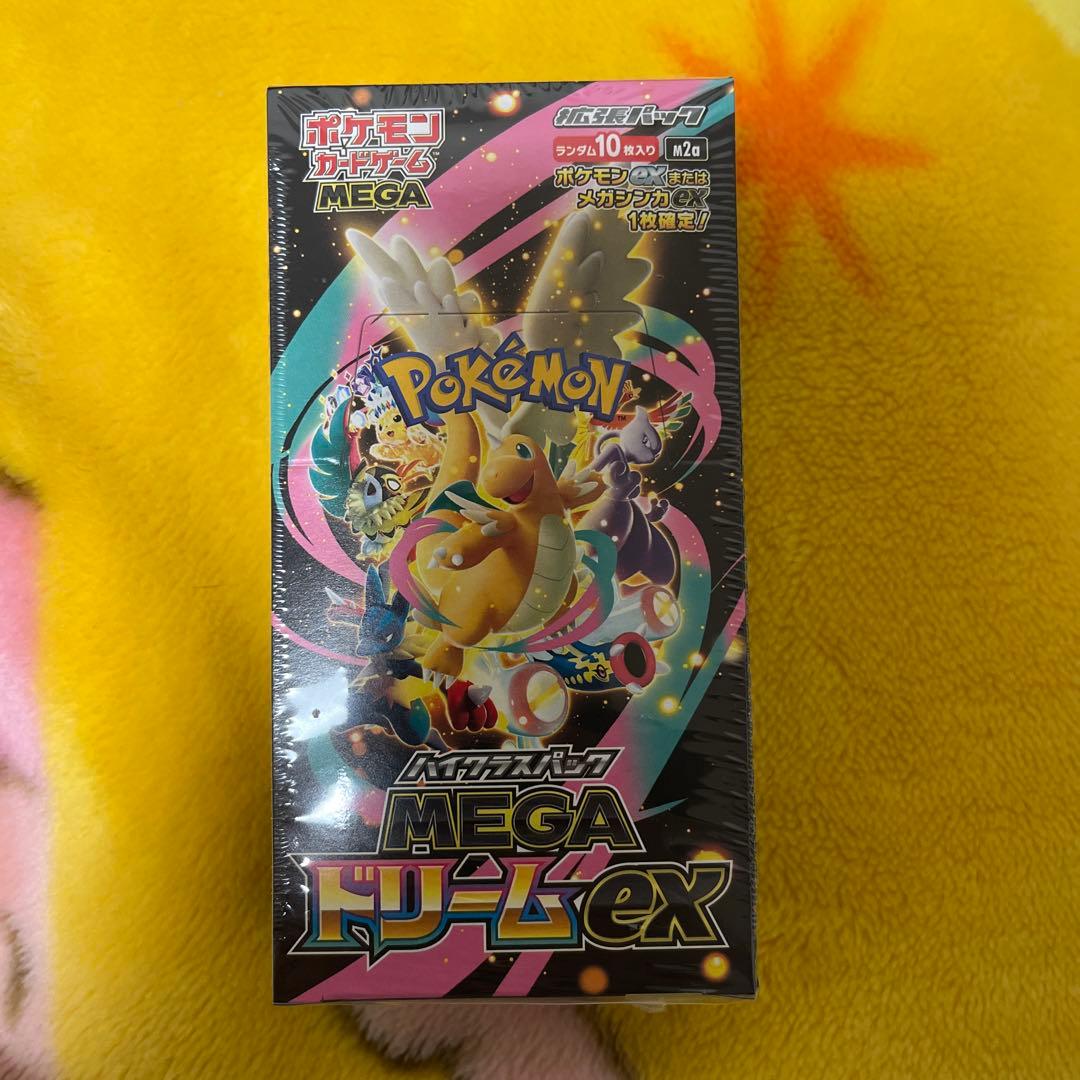 ポケモン
カードゲーム™
MEGA
拡張パック
ランダム10枚入り
M2a
ポケモンexまたは
メガシンカex
1枚確定!
POKÉMON™
ハイクラスパック
MEGA
ドリームex